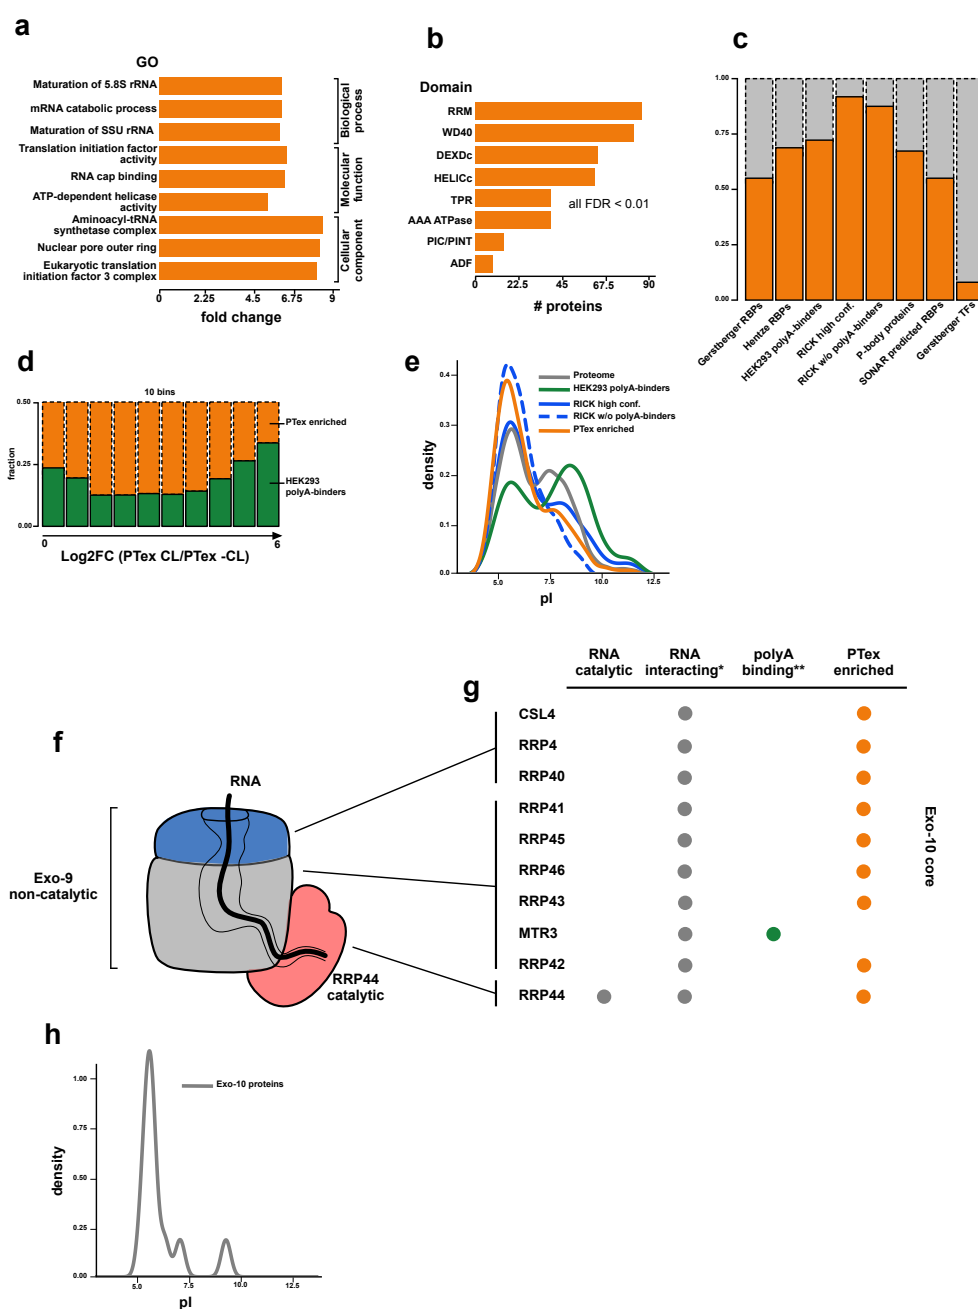 a
GO
Maturation of 5.8S rRNA
mRNA catabolic process
Maturation of SSU rRNA
Translation initiation factor
activity
RNA cap binding
ATP-dependent helicase
activity
Aminoacyl-tRNA
synthetase complex
Nuclear pore outer ring
Eukaryotic translation
initiation factor 3 complex
Biological
process
Molecular
function
Cellular
component
0 2.25 4.5 6.75 9
fold change
b
Domain
RRM
WD40
DEXDc
HELICc
TPR
AAA ATPase
PIC/PINT
ADF
all FDR < 0.01
0 22.5 45 67.5 90
# proteins
c
1.00
0.75
0.50
0.25
0.00
Gerstberger RBPs
Hentze RBPs
HEK293 polyA-binders
RICK high conf.
RICK w/o polyA-binders
P-body proteins
SONAR predicted RBPs
Gerstberger TFs
d
10 bins
0.50
0.25
0.00
fraction
PTex enriched
HEK293
polyA-binders
0 6
Log2FC (PTex CL/PTex -CL)
e
0.4
0.3
0.2
0.1
0.0
density
Proteome
HEK293 polyA-binders
RICK high conf.
RICK w/o polyA-binders
PTex enriched
5.0 7.5 10.0 12.5
pI
f
RNA
Exo-9
non-catalytic
RRP44
catalytic
g
RNA
catalytic
RNA
interacting*
polyA
binding**
PTex
enriched
CSL4
RRP4
RRP40
RRP41
RRP45
RRP46
RRP43
MTR3
RRP42
RRP44
Exo-10 core
h
1.00
0.75
0.50
0.25
0.00
density
Exo-10 proteins
5.0 7.5 10.0 12.5
pI